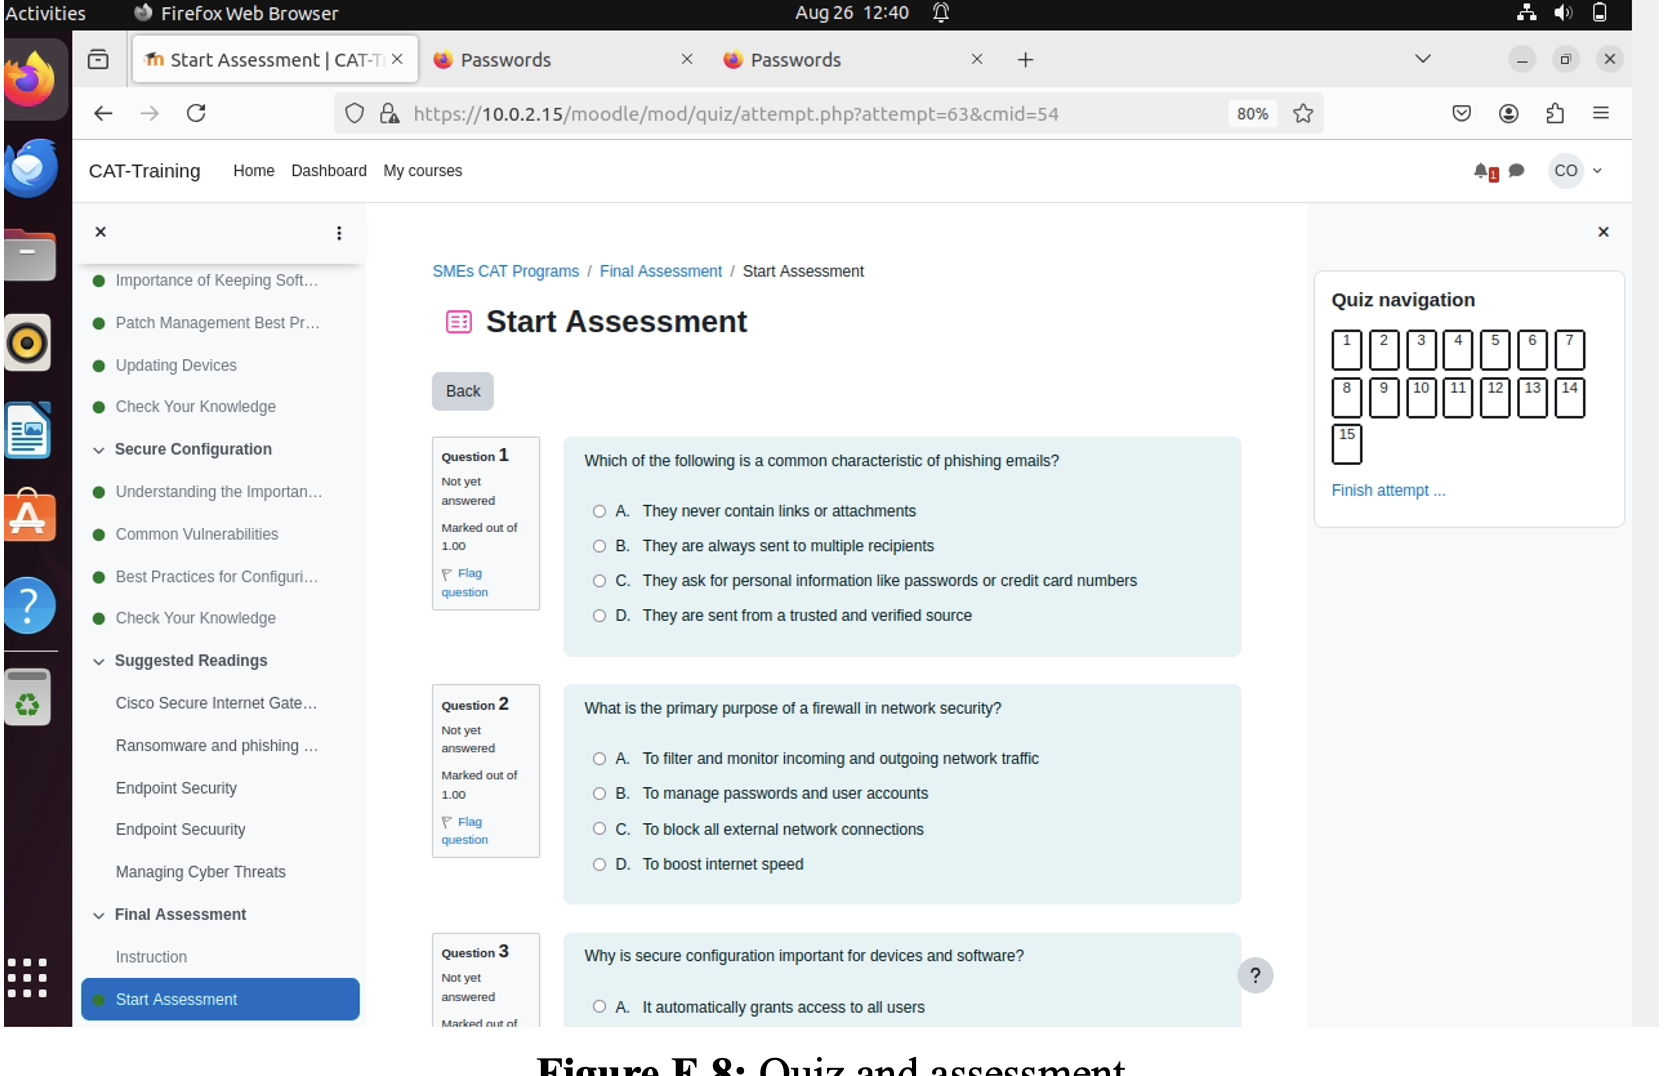 Activities
Firefox Web Browser
Aug 26 12:40
Start Assessment | CAT-Tr
Passwords
Passwords
https://10.0.2.15/moodle/mod/quiz/attempt.php?attempt=63&cmid=54
80%
CAT-Training
Home
Dashboard
My courses
1
CO
Importance of Keeping Soft...
Patch Management Best Pr...
Updating Devices
Check Your Knowledge
Secure Configuration
Understanding the Importan...
Common Vulnerabilities
Best Practices for Configuri...
Check Your Knowledge
Suggested Readings
Cisco Secure Internet Gate...
Ransomware and phishing ...
Endpoint Security
Endpoint Secuurity
Managing Cyber Threats
Final Assessment
Instruction
Start Assessment
SMEs CAT Programs / Final Assessment / Start Assessment
Start Assessment
Back
Question 1
Not yet
answered
Marked out of
1.00
Flag
question
Which of the following is a common characteristic of phishing emails?
A. They never contain links or attachments
B. They are always sent to multiple recipients
C. They ask for personal information like passwords or credit card numbers
D. They are sent from a trusted and verified source
Question 2
Not yet
answered
Marked out of
1.00
Flag
question
What is the primary purpose of a firewall in network security?
A. To filter and monitor incoming and outgoing network traffic
B. To manage passwords and user accounts
C. To block all external network connections
D. To boost internet speed
Question 3
Not yet
answered
Marked out of
Why is secure configuration important for devices and software?
A. It automatically grants access to all users
?
Quiz navigation
1 2 3 4 5 6 7
8 9 10 11 12 13 14
15
Finish attempt ...
Figure E.8: Quiz and assessment